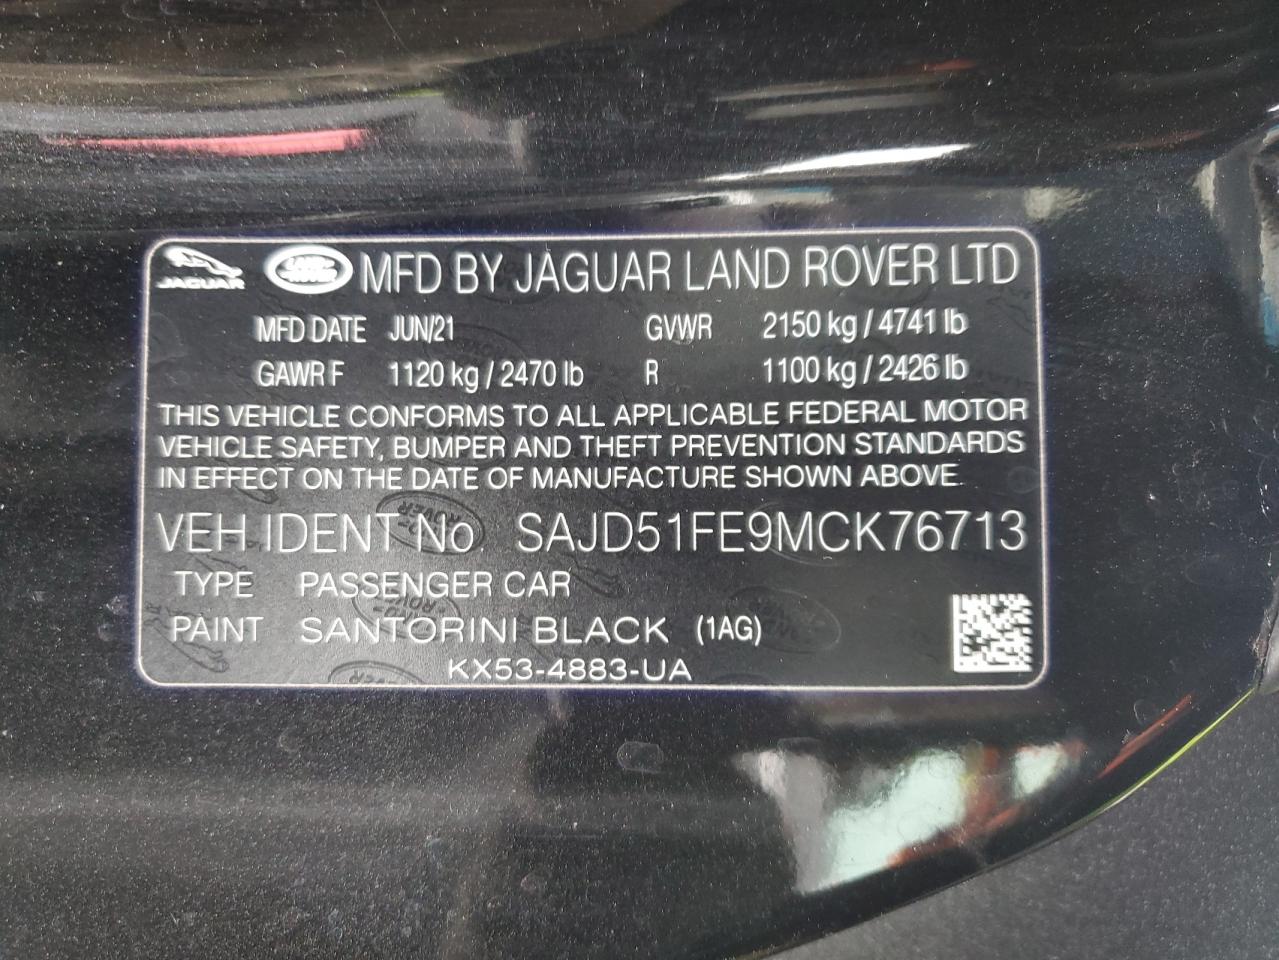 JAGUAR LAND ROVER MFD BY JAGUAR LAND ROVER LTD
MFD DATE JUN/21 GVWR 2150 kg / 4741 lb
GAWR F 1120 kg / 2470 lb R 1100 kg / 2426 lb
THIS VEHICLE CONFORMS TO ALL APPLICABLE FEDERAL MOTOR
VEHICLE SAFETY, BUMPER AND THEFT PREVENTION STANDARDS
IN EFFECT ON THE DATE OF MANUFACTURE SHOWN ABOVE.
VEH IDENT No. SAJD51FE9MCK76713
TYPE PASSENGER CAR
PAINT SANTORINI BLACK (1AG)
KX53-4883-UA